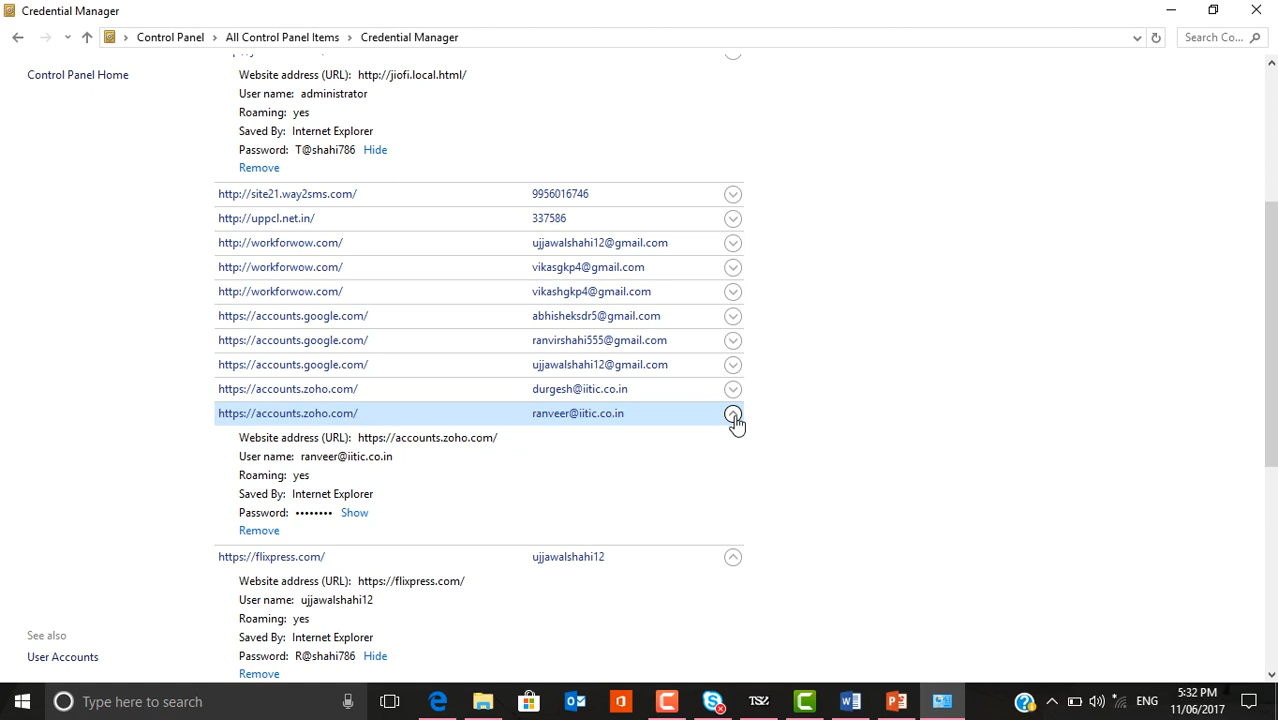 Credential Manager
Control Panel > All Control Panel Items > Credential Manager
Search Co...
Control Panel Home
Website address (URL): http://jiofi.local.html/
User name: administrator
Roaming: yes
Saved By: Internet Explorer
Password: T@shahi786 Hide
Remove
http://site21.way2sms.com/ 9956016746
http://uppcl.net.in/ 337586
http://workforwow.com/ ujjawalshahi12@gmail.com
http://workforwow.com/ vikasgkp4@gmail.com
http://workforwow.com/ vikashgkp4@gmail.com
https://accounts.google.com/ abhisheksdr5@gmail.com
https://accounts.google.com/ ranvirshahi555@gmail.com
https://accounts.google.com/ ujjawalshahi12@gmail.com
https://accounts.zoho.com/ durgesh@iitic.co.in
https://accounts.zoho.com/ ranveer@iitic.co.in
Website address (URL): https://accounts.zoho.com/
User name: ranveer@iitic.co.in
Roaming: yes
Saved By: Internet Explorer
Password: •••••••• Show
Remove
https://flixpress.com/ ujjawalshahi12
Website address (URL): https://flixpress.com/
User name: ujjawalshahi12
Roaming: yes
Saved By: Internet Explorer
Password: R@shahi786 Hide
Remove
See also
User Accounts
Type here to search
ENG
5:32 PM
11/06/2017